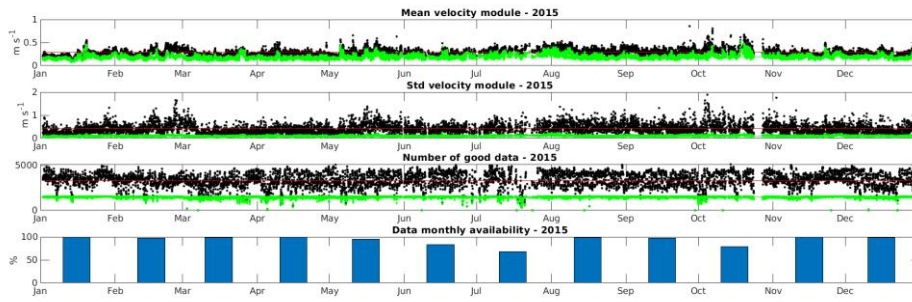 Mean velocity module - 2015
1
0.5
0
m s⁻¹
Jan Feb Mar Apr May Jun Jul Aug Sep Oct Nov Dec
Std velocity module - 2015
2
1
0
m s⁻¹
Jan Feb Mar Apr May Jun Jul Aug Sep Oct Nov Dec
Number of good data - 2015
5000
0
Jan Feb Mar Apr May Jun Jul Aug Sep Oct Nov Dec
Data monthly availability - 2015
100
50
0
%
Jan Feb Mar Apr May Jun Jul Aug Sep Oct Nov Dec